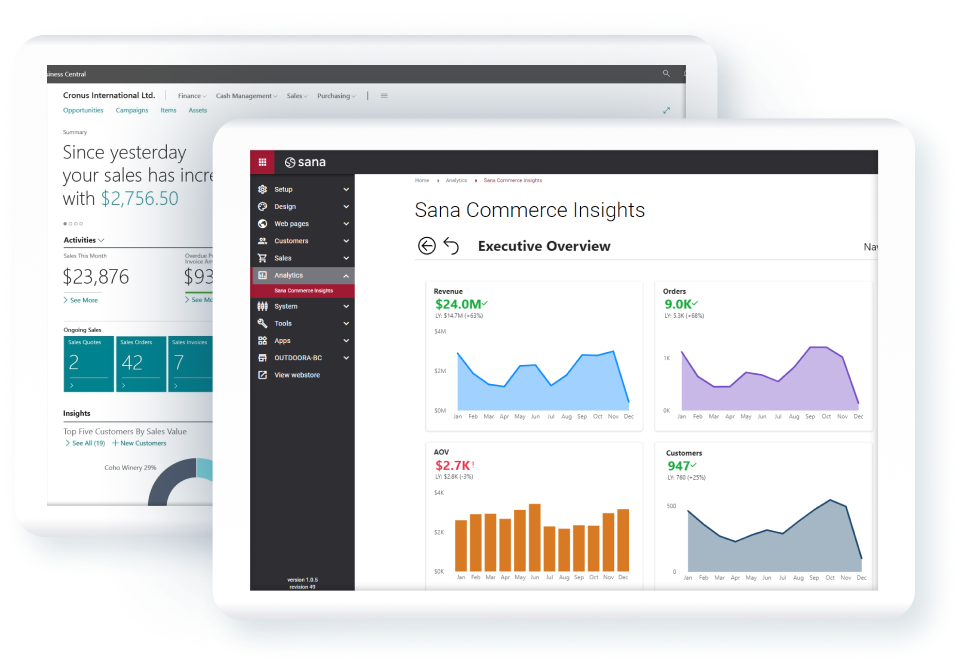 iness Central
Cronus International Ltd.
Finance
Cash Management
Sales
Purchasing
Opportunities
Campaigns
Items
Assets
Summary
Since yesterday
your sales has incre
with $2,756.50
Activities
Sales This Month
$23,876
See More
Overdue P
Invoice Am
$93
See Mo
Ongoing Sales
Sales Quotes
2
Sales Orders
42
Sales Invoices
7
Insights
Top Five Customers By Sales Value
See All (19)
New Customers
Coho Winery 29%
sana
Setup
Design
Web pages
Customers
Sales
Analytics
Sana Commerce Insights
System
Tools
Apps
OUTDOORA-BC
View webstore
version 1.0.5
revision 49
Home
Analytics
Sana Commerce Insights
Sana Commerce Insights
Executive Overview
Nav
Revenue
$24.0M
LY: $14.7M (+63%)
$4M
$2M
$0M
Jan Feb Mar Apr May Jun Jul Aug Sep Oct Nov Dec
Orders
9.0K
LY: 5.3K (+68%)
1K
0K
Jan Feb Mar Apr May Jun Jul Aug Sep Oct Nov Dec
AOV
$2.7K!
LY: $2.8K (-3%)
$4K
$2K
$0K
Jan Feb Mar Apr May Jun Jul Aug Sep Oct Nov Dec
Customers
947
LY: 760 (+25%)
500
0
Jan Feb Mar Apr May Jun Jul Aug Sep Oct Nov Dec